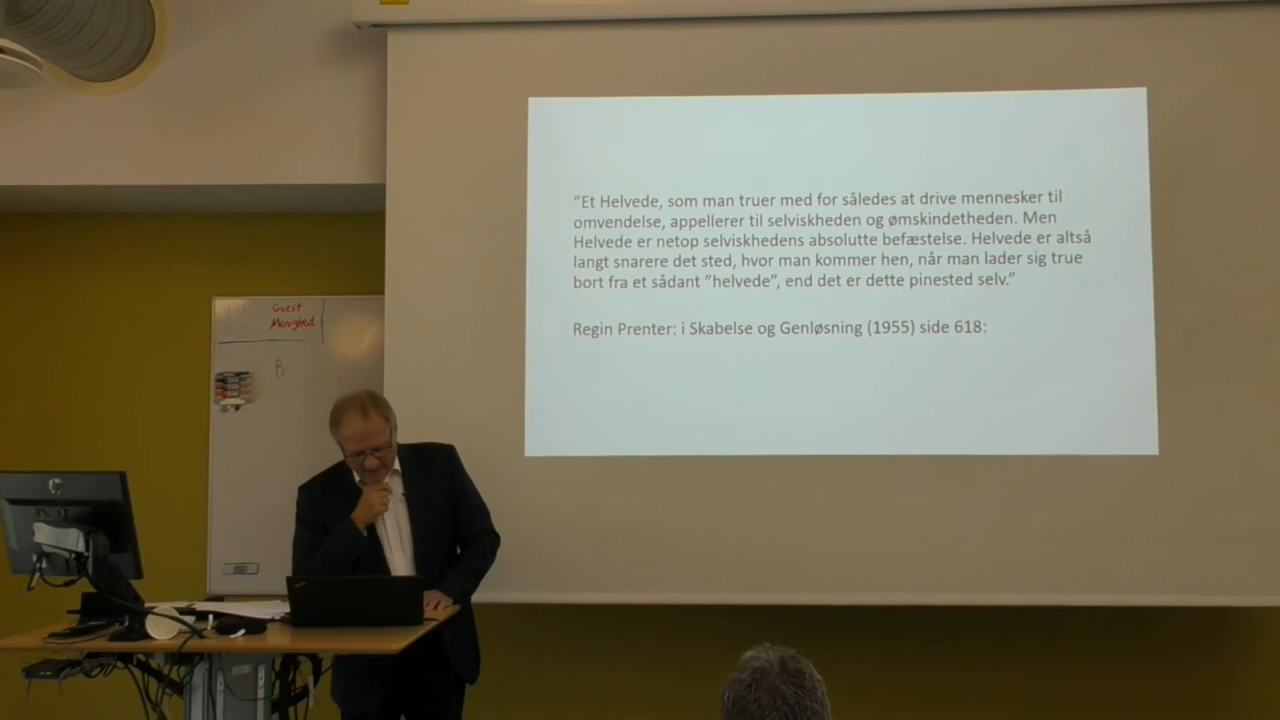 "Et Helvede, som man truer med for således at drive mennesker til
omvendelse, appellerer til selviskheden og ømskindetheden. Men
Helvede er netop selviskhedens absolutte befæstelse. Helvede er altså
langt snarere det sted, hvor man kommer hen, når man lader sig true
bort fra et sådant "helvede", end det er dette pinested selv."
Regin Prenter: i Skabelse og Genløsning (1955) side 618:
Guest
B
hp